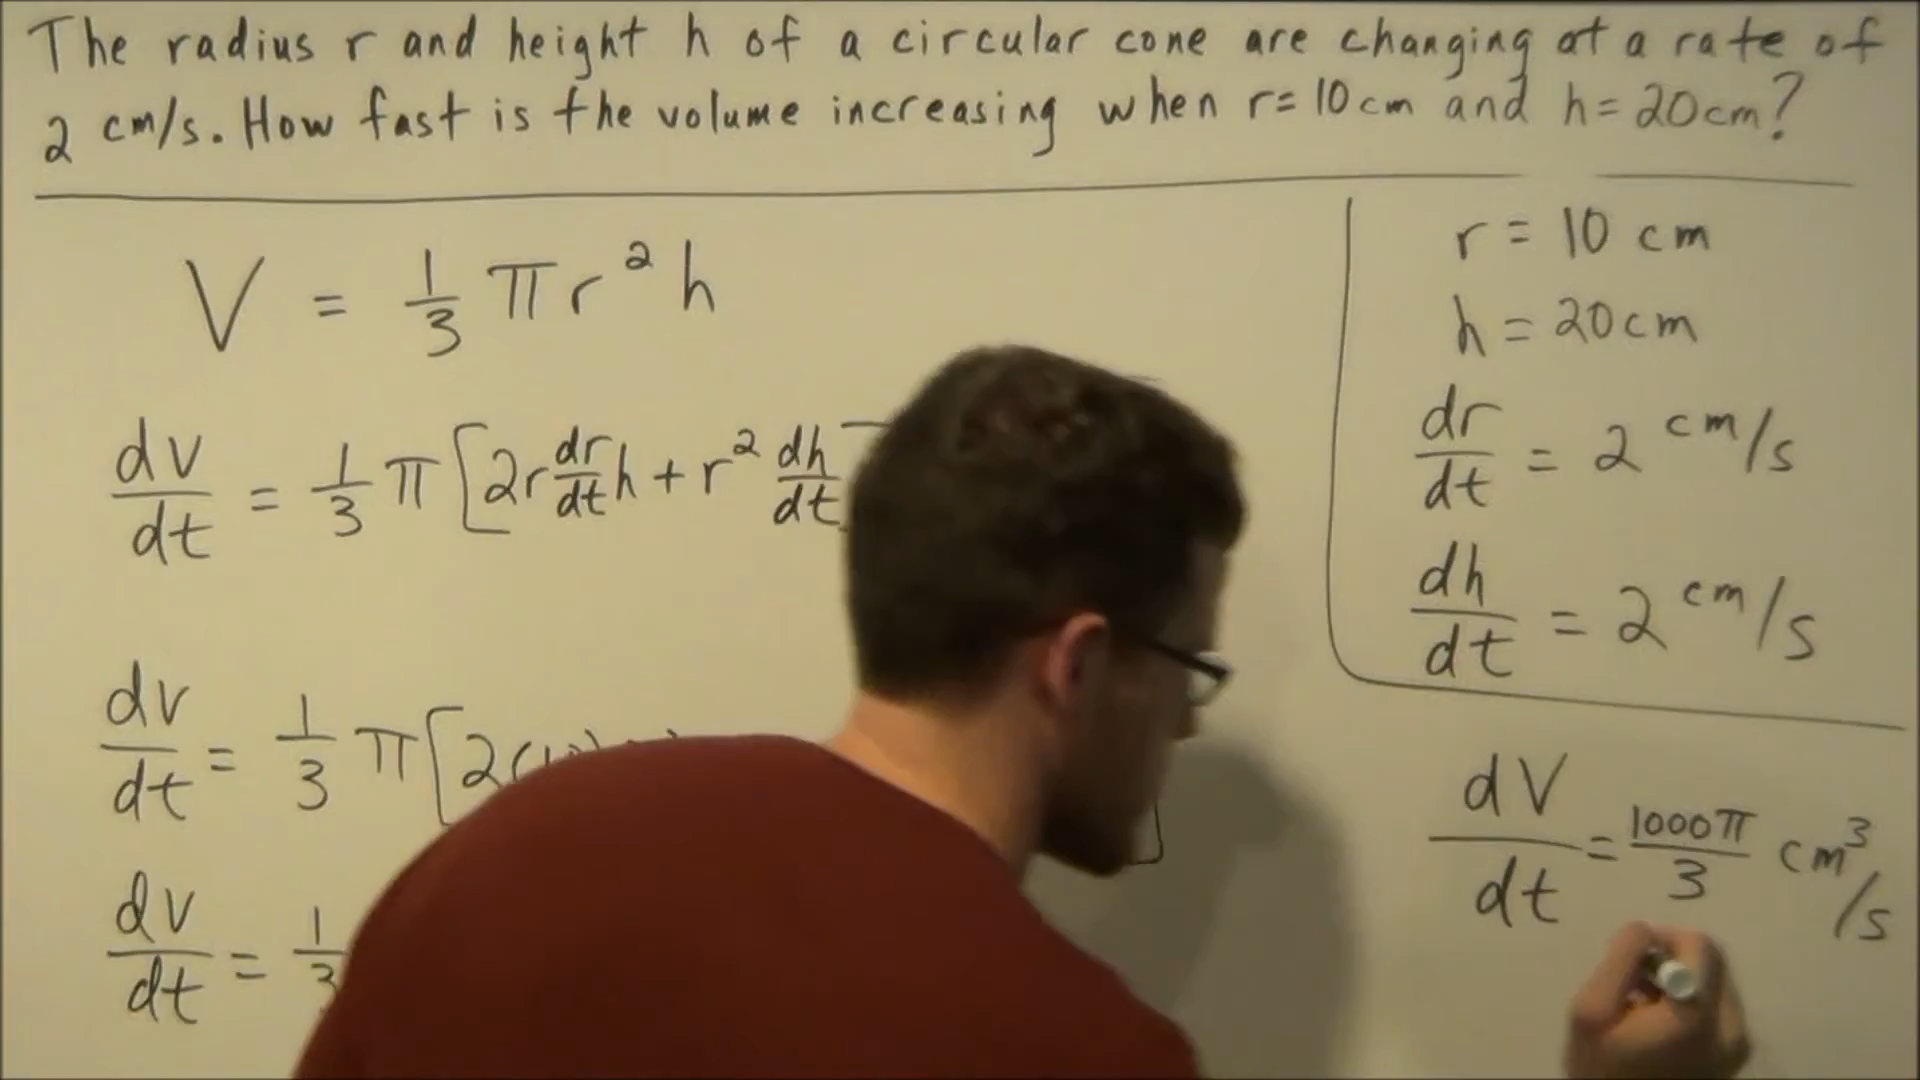 The radius r and height h of a circular cone are changing at a rate of
2 cm/s. How fast is the volume increasing when r=10cm and h=20cm?
V = 1/3 πr²h
dv/dt = 1/3 π[2r dr/dt h + r² dh/dt]
dv/dt = 1/3 π[2(
dv/dt = 1/3
r = 10 cm
h = 20cm
dr/dt = 2 cm/s
dh/dt = 2 cm/s
dV/dt = 1000π/3 cm³/s